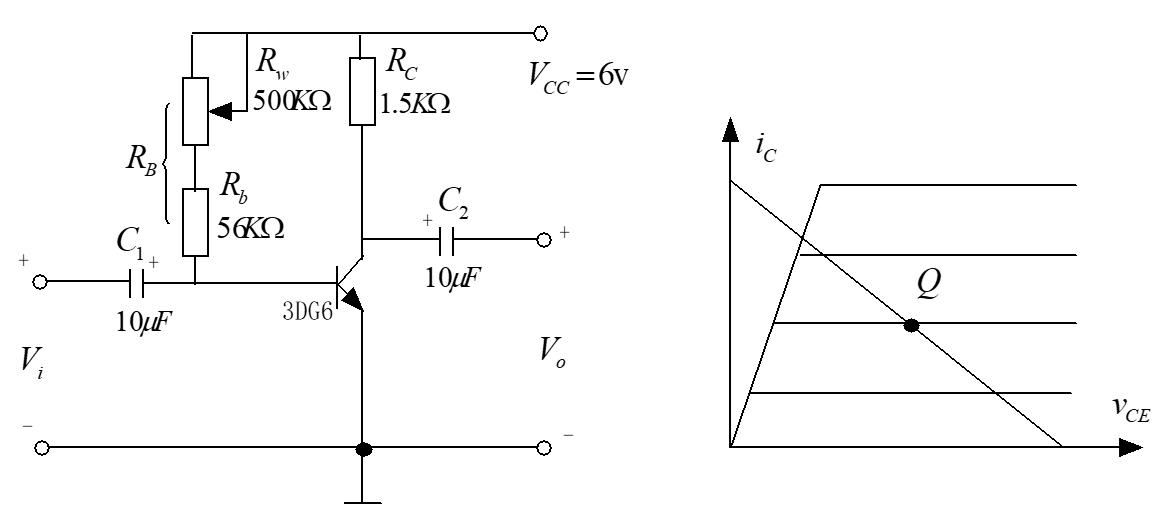 R_w
500KΩ
R_C
1.5KΩ
V_CC = 6v
R_B
R_b
56KΩ
C_1
+
10μF
3DG6
+
C_2
10μF
+
V_i
−
+
V_o
−
i_C
Q
v_CE